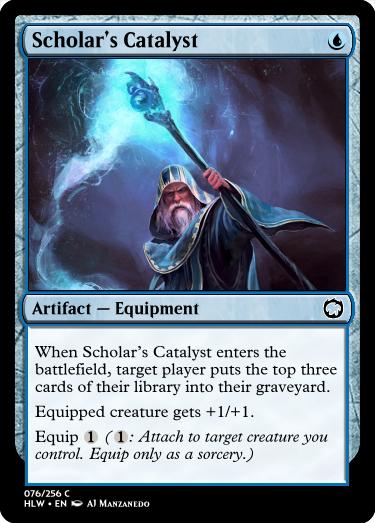 Scholar's Catalyst
Artifact — Equipment
When Scholar's Catalyst enters the
battlefield, target player puts the top three
cards of their library into their graveyard.
Equipped creature gets +1/+1.
Equip 1 (1: Attach to target creature you
control. Equip only as a sorcery.)
076/256 C
HLW • EN AJ Manzanedo